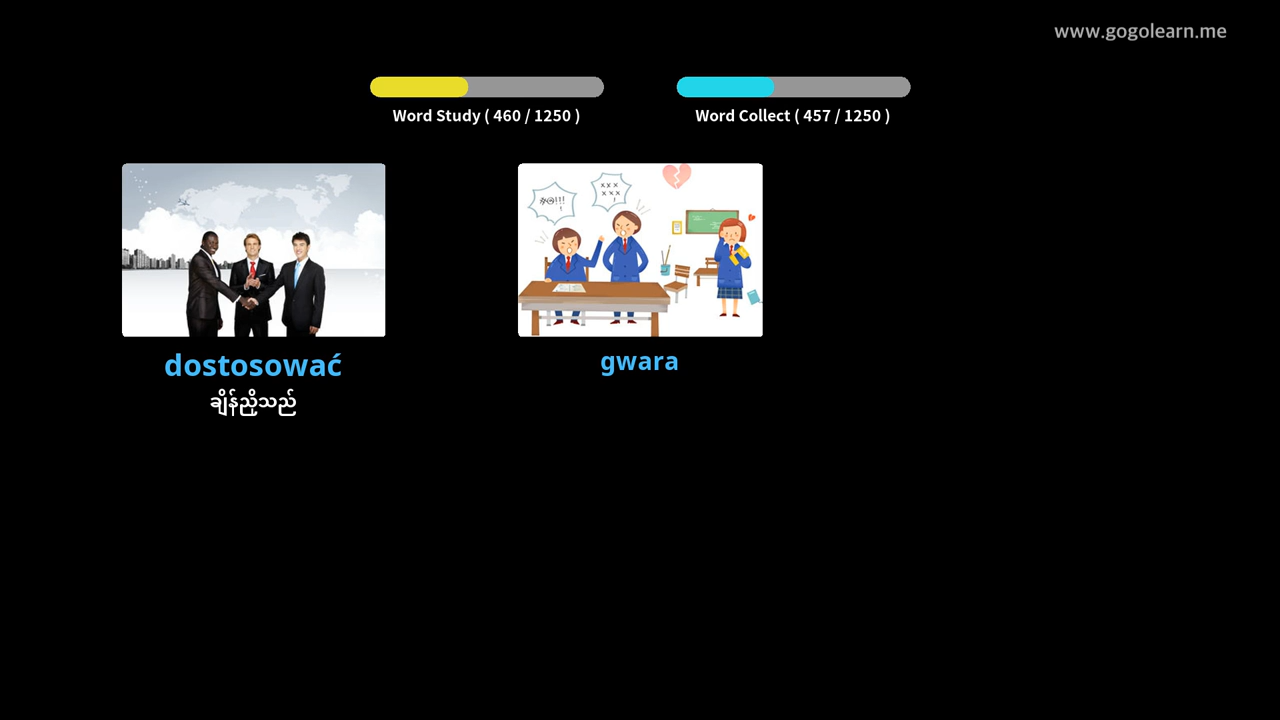 www.gogolearn.me
Word Study ( 460 / 1250 )
Word Collect ( 457 / 1250 )
#@!!!
!
x x x
x x x
!
dostosować
ချိန်ညှိသည်
gwara